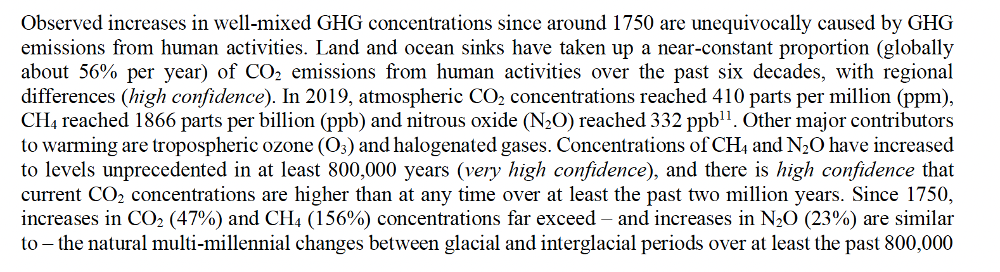 Observed increases in well-mixed GHG concentrations since around 1750 are unequivocally caused by GHG
emissions from human activities. Land and ocean sinks have taken up a near-constant proportion (globally
about 56% per year) of CO₂ emissions from human activities over the past six decades, with regional
differences (high confidence). In 2019, atmospheric CO₂ concentrations reached 410 parts per million (ppm),
CH₄ reached 1866 parts per billion (ppb) and nitrous oxide (N₂O) reached 332 ppb¹¹. Other major contributors
to warming are tropospheric ozone (O₃) and halogenated gases. Concentrations of CH₄ and N₂O have increased
to levels unprecedented in at least 800,000 years (very high confidence), and there is high confidence that
current CO₂ concentrations are higher than at any time over at least the past two million years. Since 1750,
increases in CO₂ (47%) and CH₄ (156%) concentrations far exceed – and increases in N₂O (23%) are similar
to – the natural multi-millennial changes between glacial and interglacial periods over at least the past 800,000